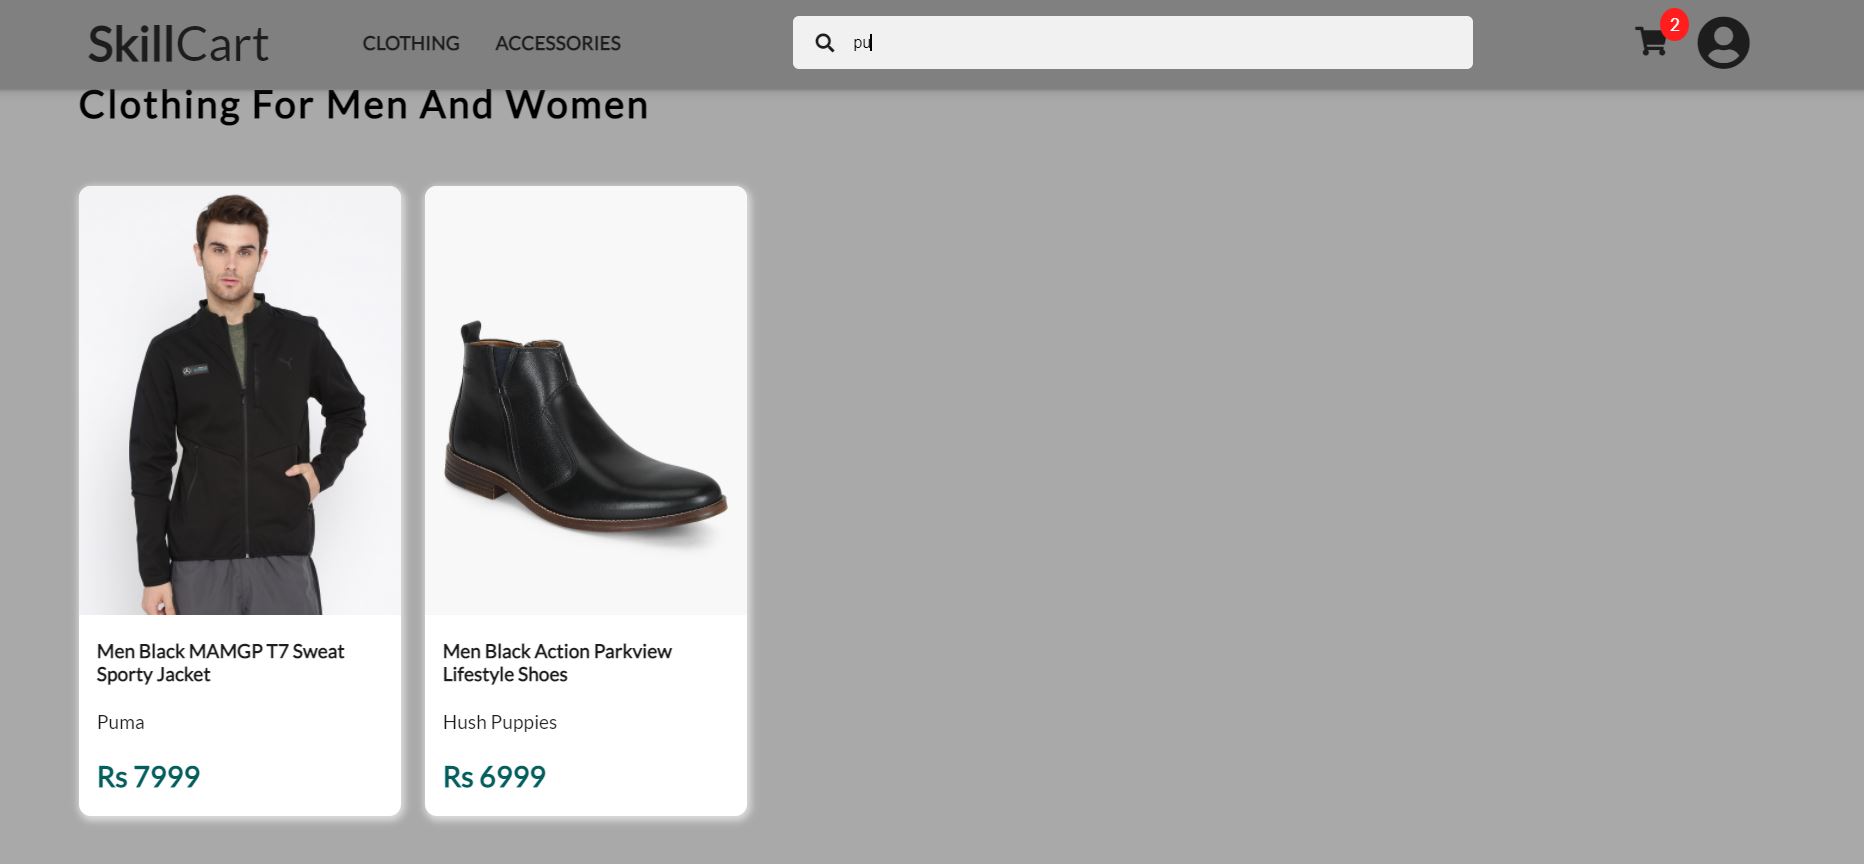 SkillCart
CLOTHING
ACCESSORIES
pu
2
Clothing For Men And Women
Men Black MAMGP T7 Sweat
Sporty Jacket
Puma
Rs 7999
Men Black Action Parkview
Lifestyle Shoes
Hush Puppies
Rs 6999